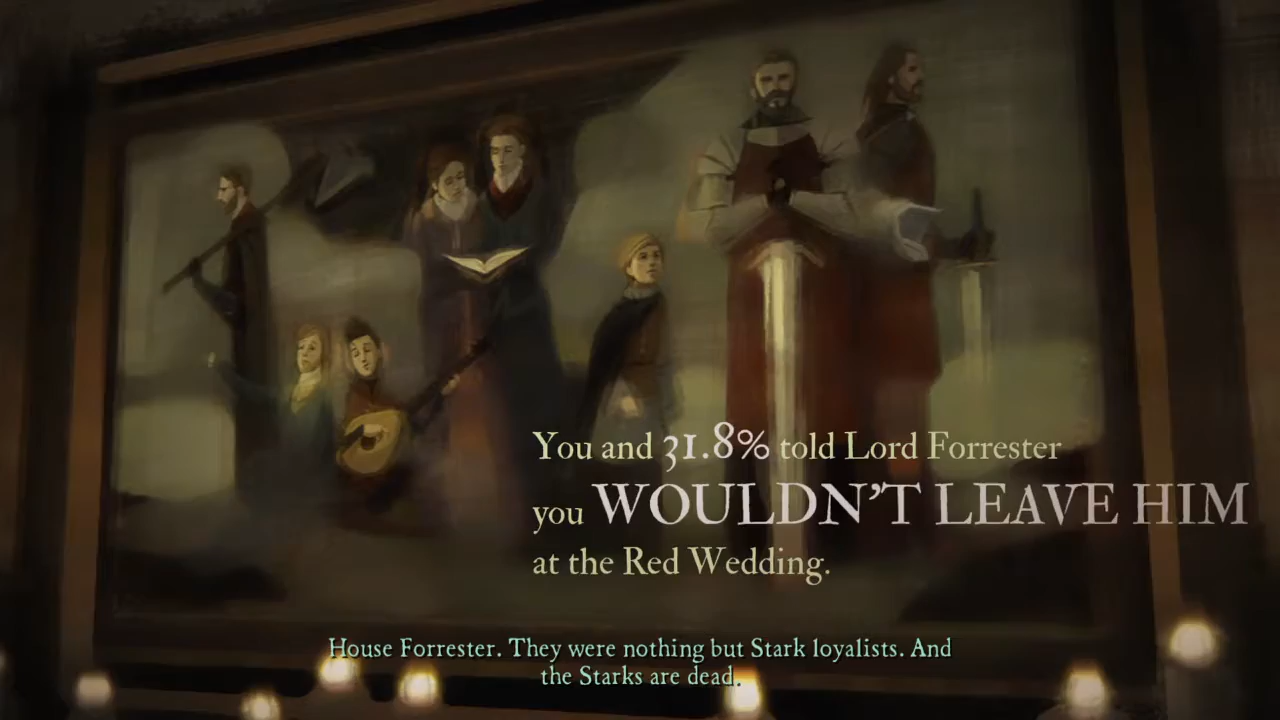 You and 31.8% told Lord Forrester
you WOULDN'T LEAVE HIM
at the Red Wedding.
House Forrester. They were nothing but Stark loyalists. And
the Starks are dead.